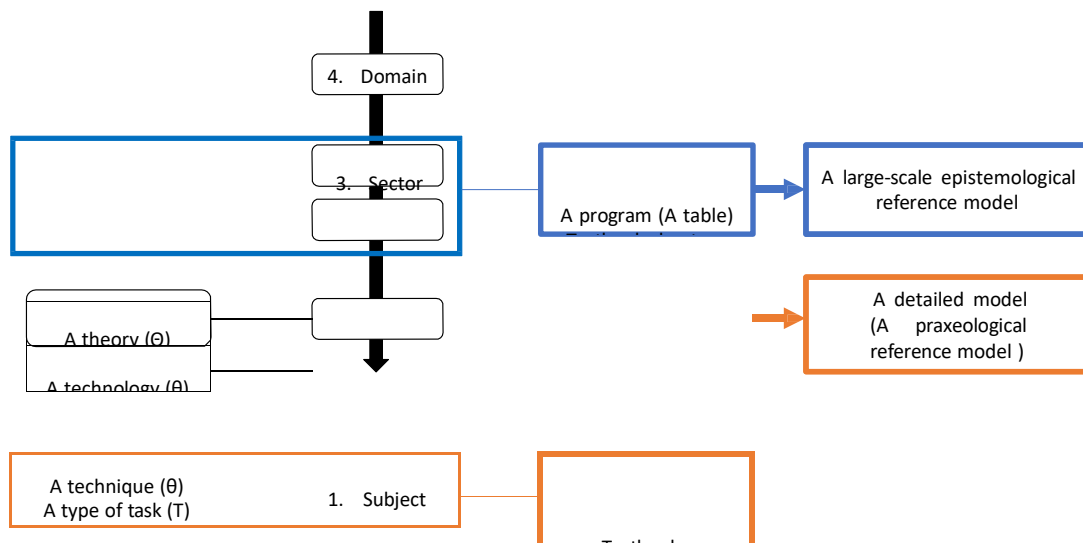 4. Domain
3. Sector
A program (A table)
A large-scale epistemological
reference model
A theory (Θ)
A technology (θ)
A detailed model
(A praxeological
reference model )
A technique (θ)
A type of task (T)
1. Subject